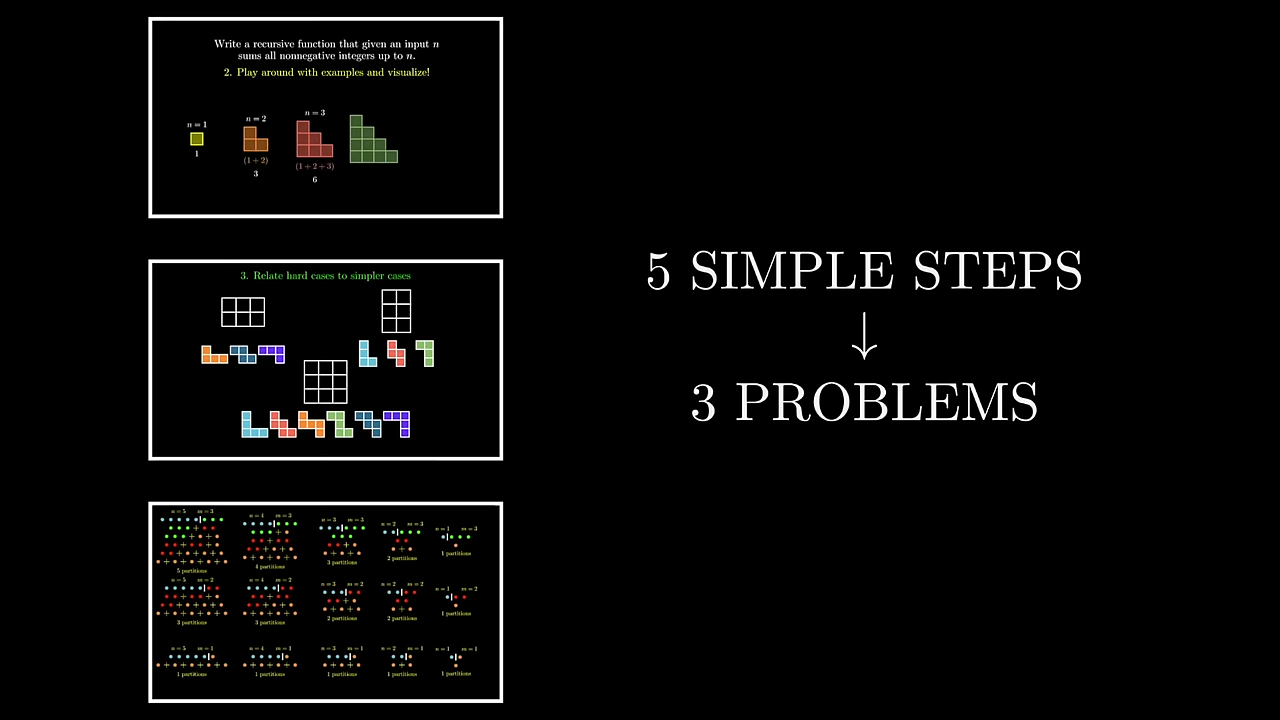 Write a recursive function that given an input n
sums all nonnegative integers up to n.
2. Play around with examples and visualize!
n = 1
n = 2
n = 3
1
(1 + 2)
(1 + 2 + 3)
3
6
3. Relate hard cases to simpler cases
n = 5 m = 3
n = 4 m = 3
n = 3 m = 3
n = 2 m = 3
n = 1 m = 3
5 partitions
4 partitions
3 partitions
2 partitions
1 partitions
n = 5 m = 2
n = 4 m = 2
n = 3 m = 2
n = 2 m = 2
n = 1 m = 2
3 partitions
3 partitions
2 partitions
2 partitions
1 partitions
n = 5 m = 1
n = 4 m = 1
n = 3 m = 1
n = 2 m = 1
n = 1 m = 1
1 partitions
1 partitions
1 partitions
1 partitions
1 partitions
5 SIMPLE STEPS
↓
3 PROBLEMS